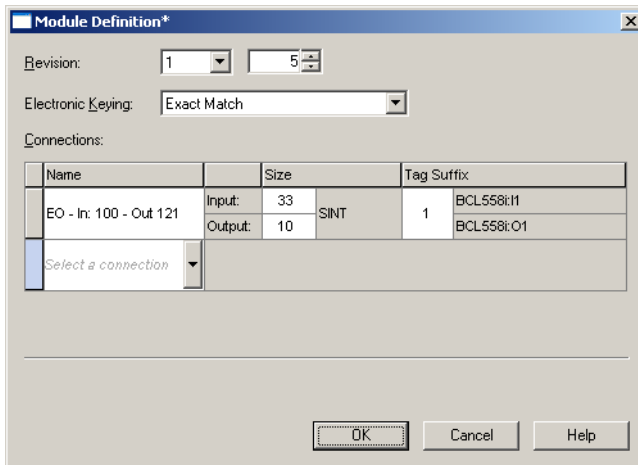 Module Definition*
Revision: 1 5
Electronic Keying: Exact Match
Connections:
Name Size Tag Suffix
EO - In: 100 - Out 121 Input: 33 SINT 1 BCL558i:I1
Output: 10 BCL558i:O1
Select a connection
OK Cancel Help